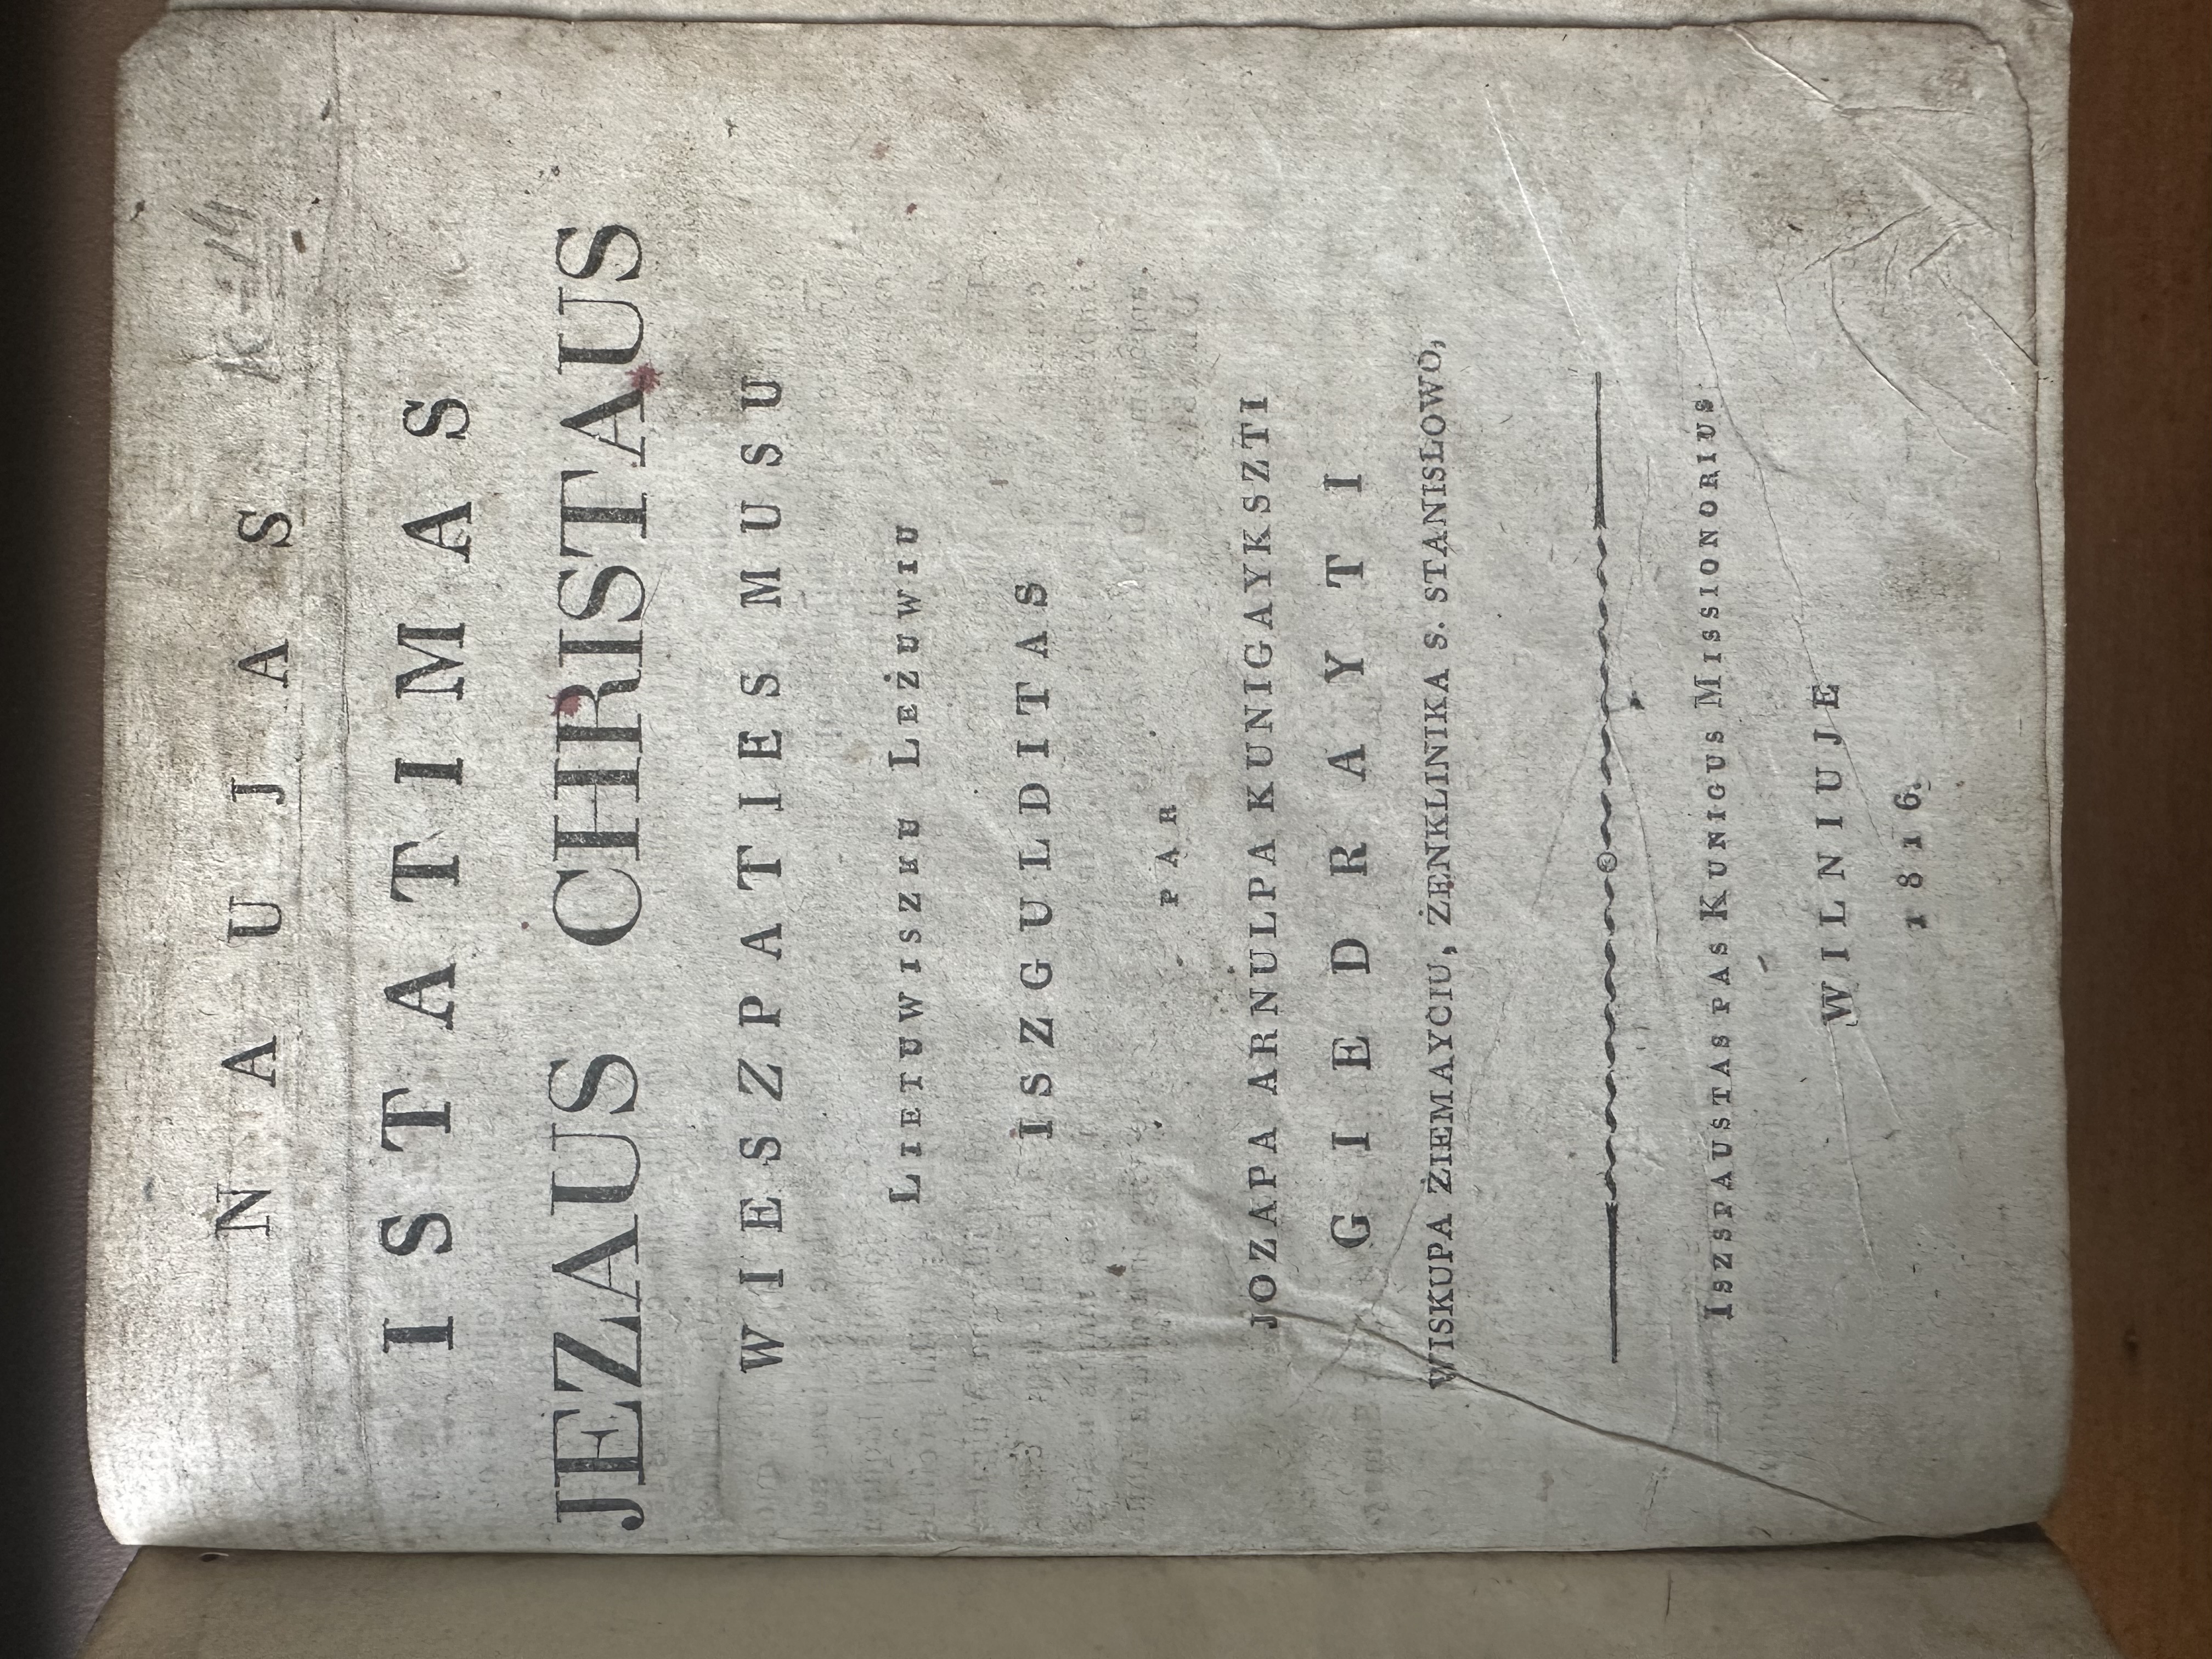 NAUJAS
ISTATIMAS
JEZAUS CHRISTAUS
WIESZPATIES MUSU
LIETUWISZKU LEŻUWIU
ISZGULDITAS
PAR
JOZAPA ARNULPA KUNIGAYKSZTI
GIEDRAYTI
WISKUPA ŻIEMAYCIU, ŻENKLINIKA S. STANISŁOWO,
ISZSPAUSTAS PAS KUNIGUS MISSIONORIUS
WILNIUJE
1816.